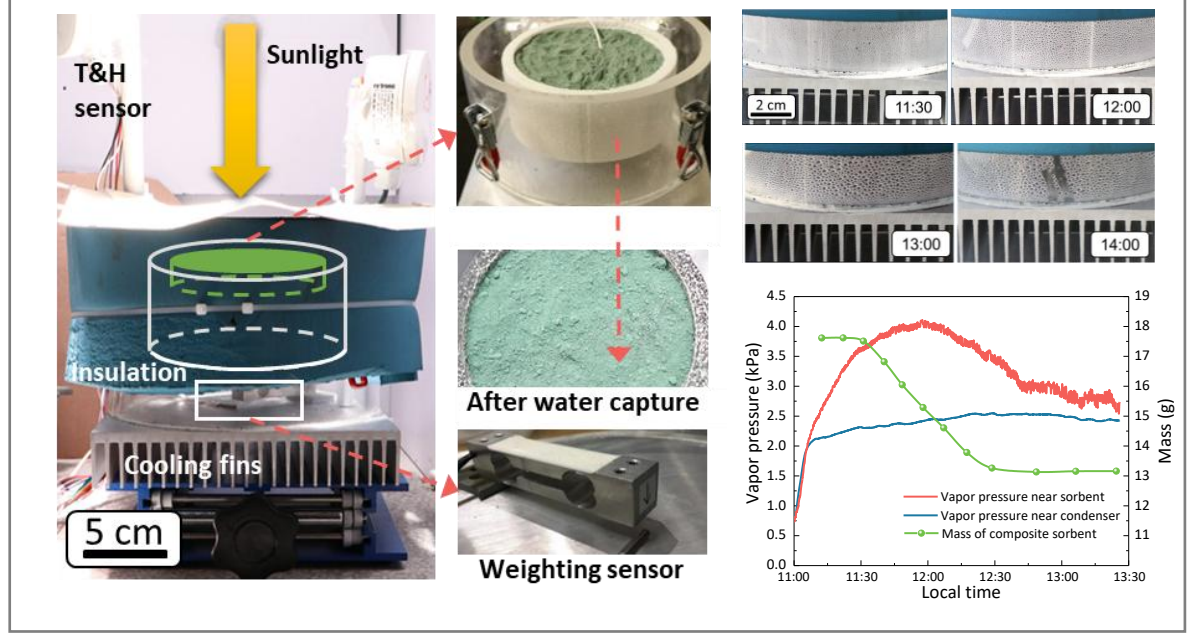 T&H
sensor
Sunlight
Insulation
Cooling fins
5 cm
After water capture
Weighting sensor
2 cm
11:30
12:00
13:00
14:00
4.5
4.0
3.5
3.0
2.5
2.0
1.5
1.0
0.5
0.0
Vapor pressure (kPa)
19
18
17
16
15
14
13
12
11
Mass (g)
Vapor pressure near sorbent
Vapor pressure near condenser
Mass of composite sorbent
11:00
11:30
12:00
12:30
13:00
13:30
Local time